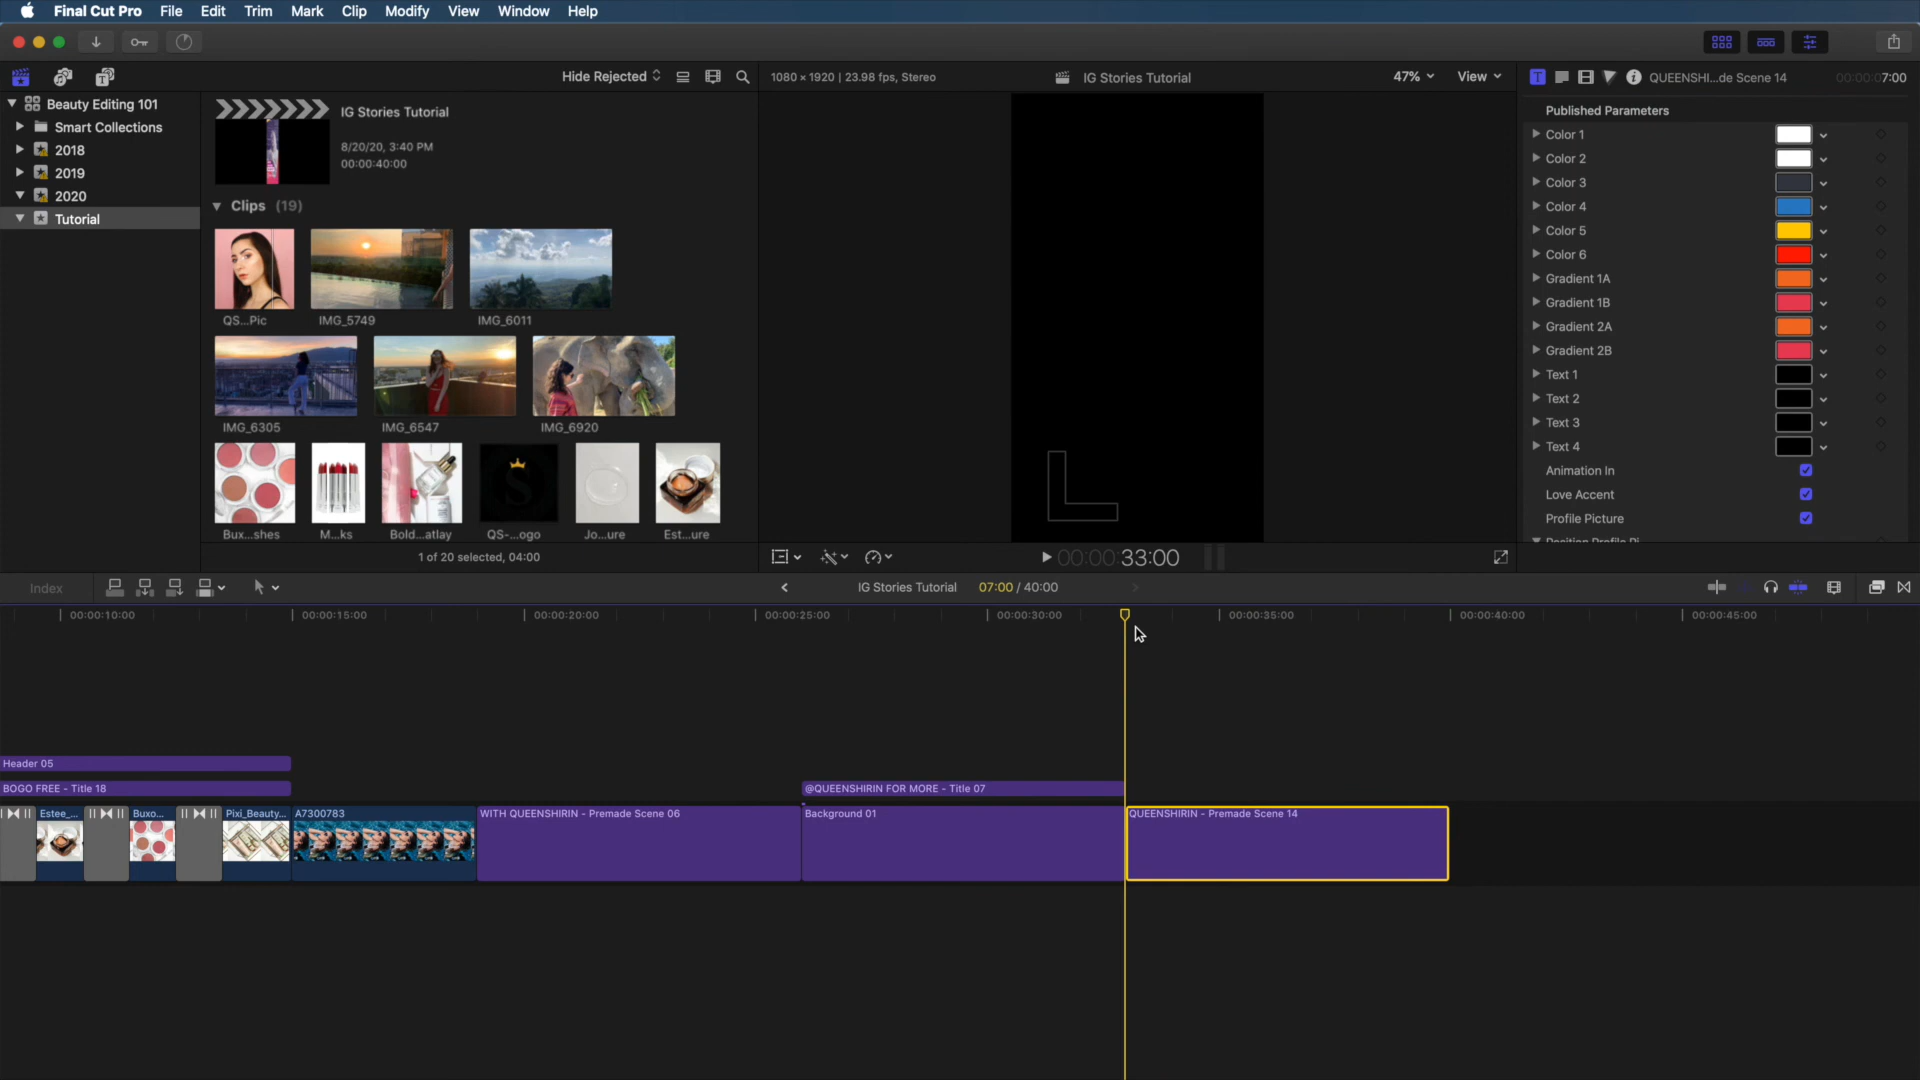 Final Cut Pro File Edit Trim Mark Clip Modify View Window Help
Hide Rejected
1080 × 1920 | 23.98 fps, Stereo
IG Stories Tutorial
47%
View
QUEENSHI...de Scene 14
00:00:07:00
Beauty Editing 101
Smart Collections
2018
2019
2020
Tutorial
IG Stories Tutorial
8/20/20, 3:40 PM
00:00:40:00
Clips (19)
QS...Pic
IMG_5749
IMG_6011
IMG_6305
IMG_6547
IMG_6920
Bux...shes
M...ks
Bold...atlay
QS-...ogo
Jo...ure
Est...ure
1 of 20 selected, 04:00
00:00:33:00
Published Parameters
Color 1
Color 2
Color 3
Color 4
Color 5
Color 6
Gradient 1A
Gradient 1B
Gradient 2A
Gradient 2B
Text 1
Text 2
Text 3
Text 4
Animation In
Love Accent
Profile Picture
Index
IG Stories Tutorial
07:00 / 40:00
00:00:10:00
00:00:15:00
00:00:20:00
00:00:25:00
00:00:30:00
00:00:35:00
00:00:40:00
00:00:45:00
Header 05
BOGO FREE - Title 18
@QUEENSHIRIN FOR MORE - Title 07
Estee_...
Buxo...
Pixi_Beauty...
A7300783
WITH QUEENSHIRIN - Premade Scene 06
Background 01
QUEENSHIRIN - Premade Scene 14